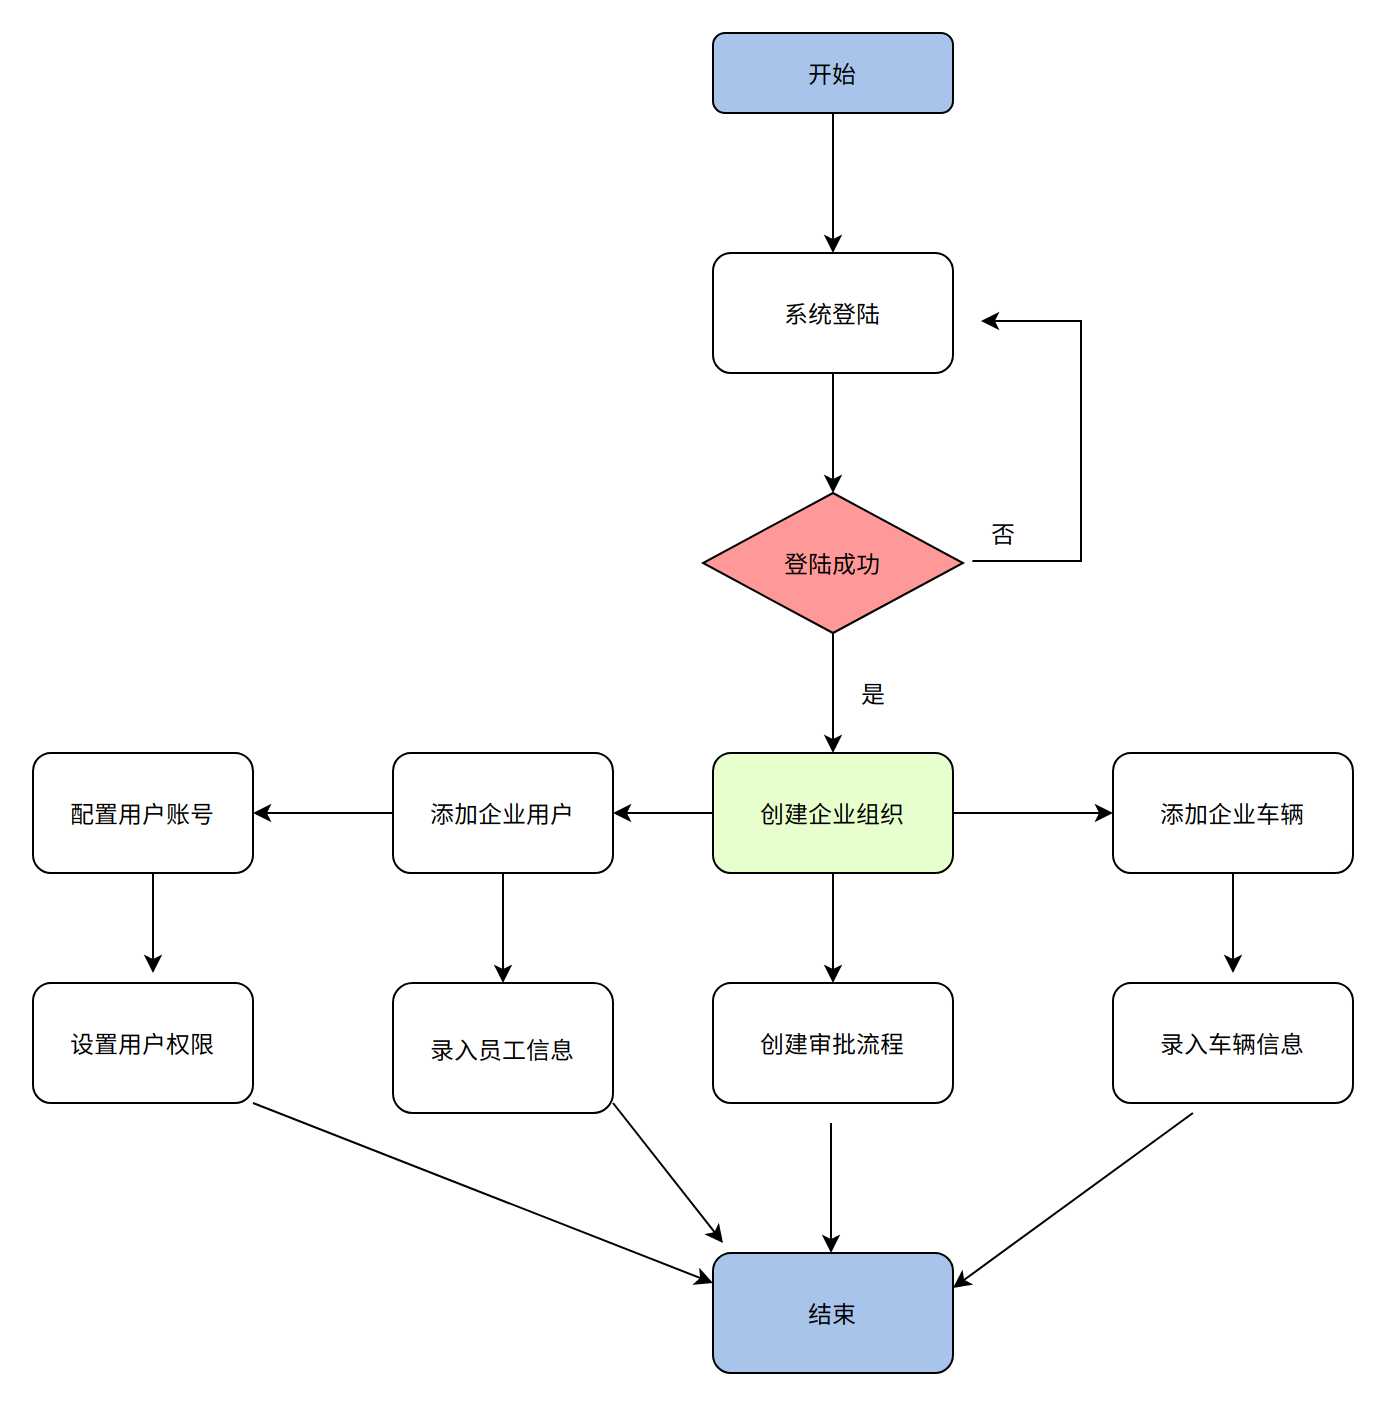 开始
系统登陆
否
登陆成功
是
配置用户账号
添加企业用户
创建企业组织
添加企业车辆
设置用户权限
录入员工信息
创建审批流程
录入车辆信息
结束